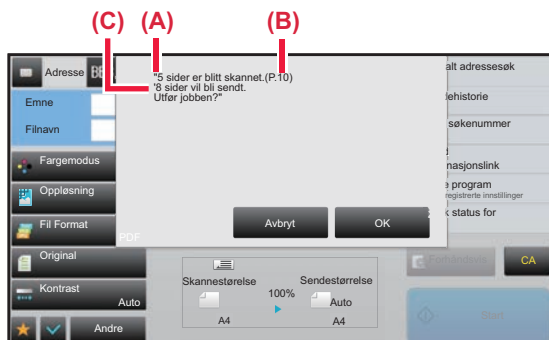 (C) (A) (B)
Adresse
"5 sider er blitt skannet.(P.10)
"8 sider vil bli sendt.
Utfør jobben?"
alt adressesøk
Emne
ehistorie
Filnavn
søkenummer
Fargemodus
nasjonslink
Oppløsning
program
registrerte innstillinger
Fil Format
PDF
Avbryt
OK
status for
Original
CA
Skannestørelse
Sendestørrelse
100%
Auto
Kontrast
Auto
A4
A4
Start
Andre